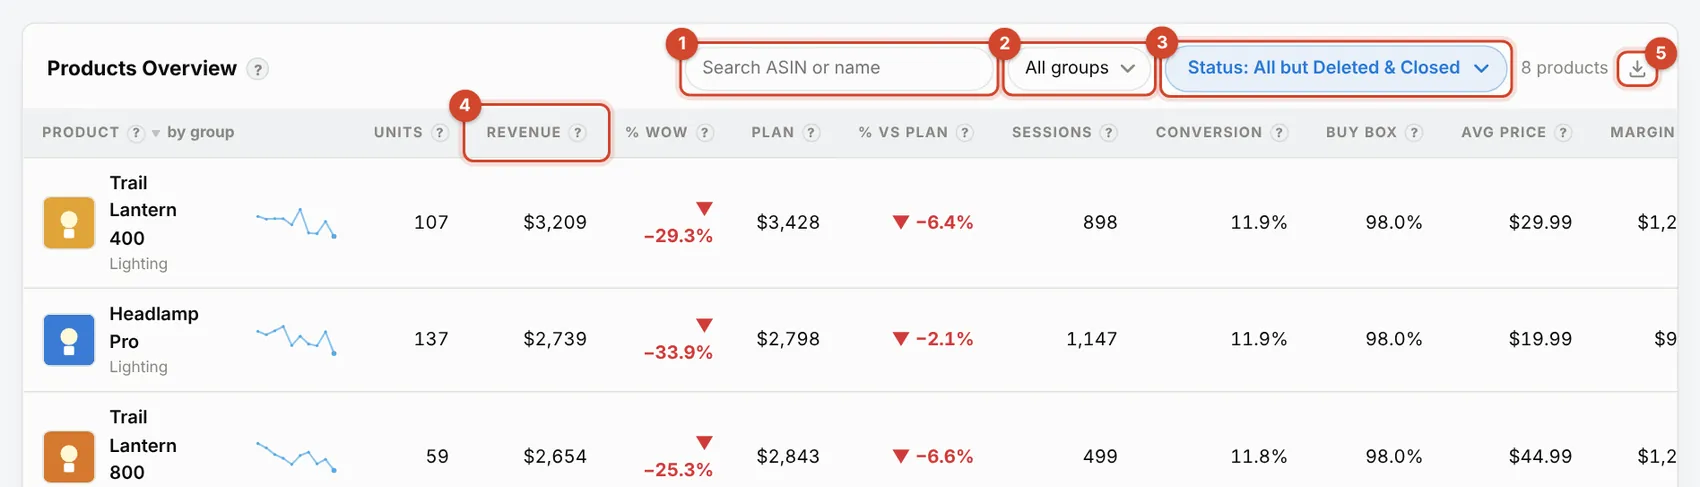 1 2 3 5
Products Overview ? Search ASIN or name All groups Status: All but Deleted & Closed 8 products
4
PRODUCT ? ▼ by group UNITS ? REVENUE ? % WOW ? PLAN ? % VS PLAN ? SESSIONS ? CONVERSION ? BUY BOX ? AVG PRICE ? MARGIN
Trail
Lantern
400
Lighting
107 $3,209 ▼ −29.3% $3,428 ▼ −6.4% 898 11.9% 98.0% $29.99 $1,2
Headlamp
Pro
Lighting
137 $2,739 ▼ −33.9% $2,798 ▼ −2.1% 1,147 11.9% 98.0% $19.99 $9
Trail
Lantern
800
59 $2,654 ▼ −25.3% $2,843 ▼ −6.6% 499 11.8% 98.0% $44.99 $1,2